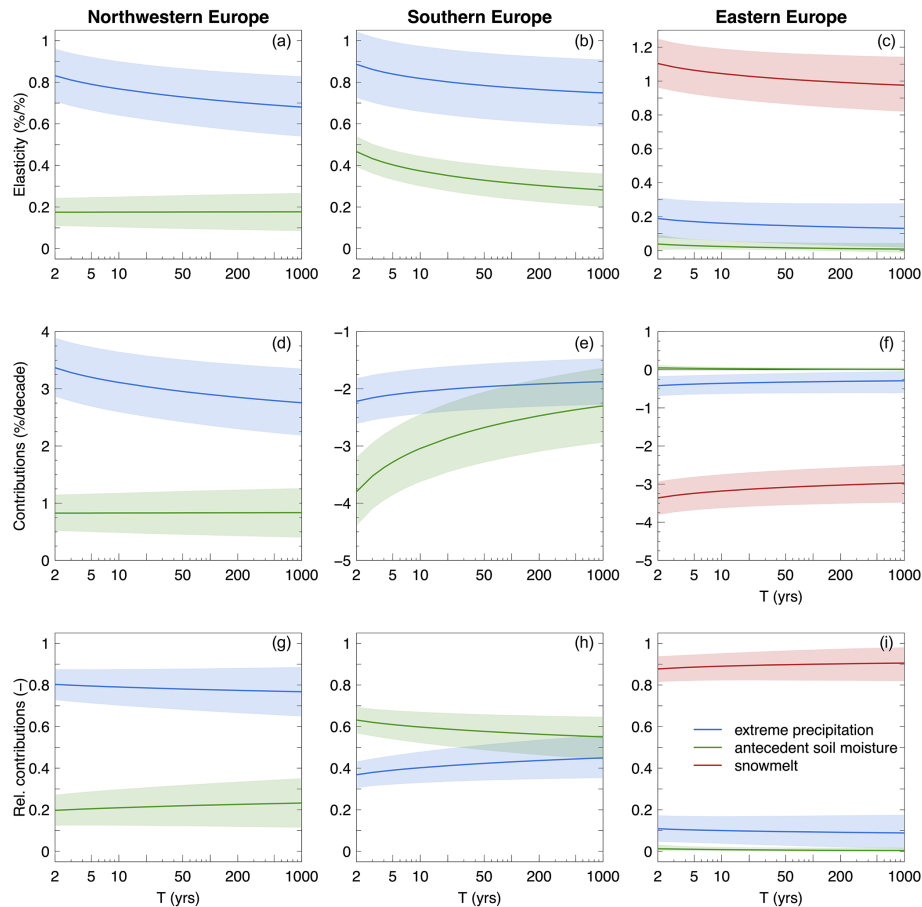 Northwestern Europe Southern Europe Eastern Europe
(a) (b) (c)
Elasticity (%/%)
1 0.8 0.6 0.4 0.2 0
1 0.8 0.6 0.4 0.2 0
1.2 1 0.8 0.6 0.4 0.2 0
2 5 10 50 200 1000 2 5 10 50 200 1000 2 5 10 50 200 1000
(d) (e) (f)
Contributions (%/decade)
4 3 2 1 0
−1 −2 −3 −4 −5
1 0 −1 −2 −3 −4 −5
2 5 10 50 200 1000 2 5 10 50 200 1000 2 5 10 50 200 1000
T (yrs)
(g) (h) (i)
Rel. contributions (−)
1 0.8 0.6 0.4 0.2 0
1 0.8 0.6 0.4 0.2 0
1 0.8 0.6 0.4 0.2 0
extreme precipitation
antecedent soil moisture
snowmelt
2 5 10 50 200 1000 2 5 10 50 200 1000 2 5 10 50 200 1000
T (yrs) T (yrs) T (yrs)